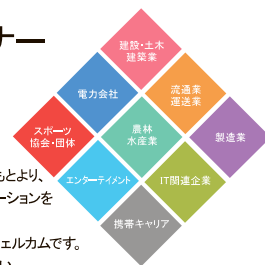 ナー
建設・土木
建築業
電力会社
流通業
運送業
スポーツ
協会・団体
農林
水産業
製造業
エンターテイメント
IT関連企業
携帯キャリア
もとより、
ーションを
ェルカムです。